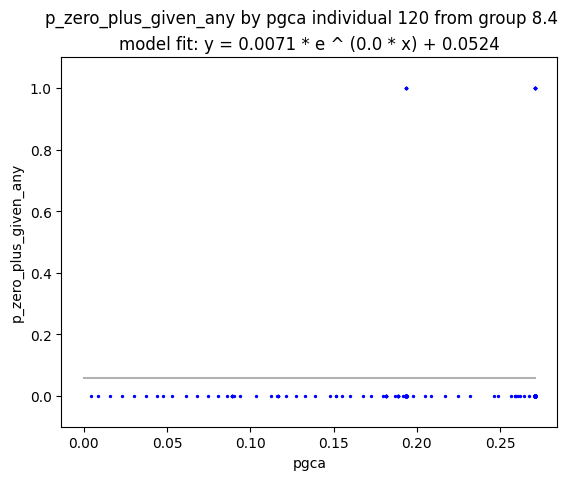 p_zero_plus_given_any by pgca individual 120 from group 8.4
model fit: y = 0.0071 * e ^ (0.0 * x) + 0.0524
1.0
0.8
0.6
0.4
0.2
0.0
p_zero_plus_given_any
0.00 0.05 0.10 0.15 0.20 0.25
pgca